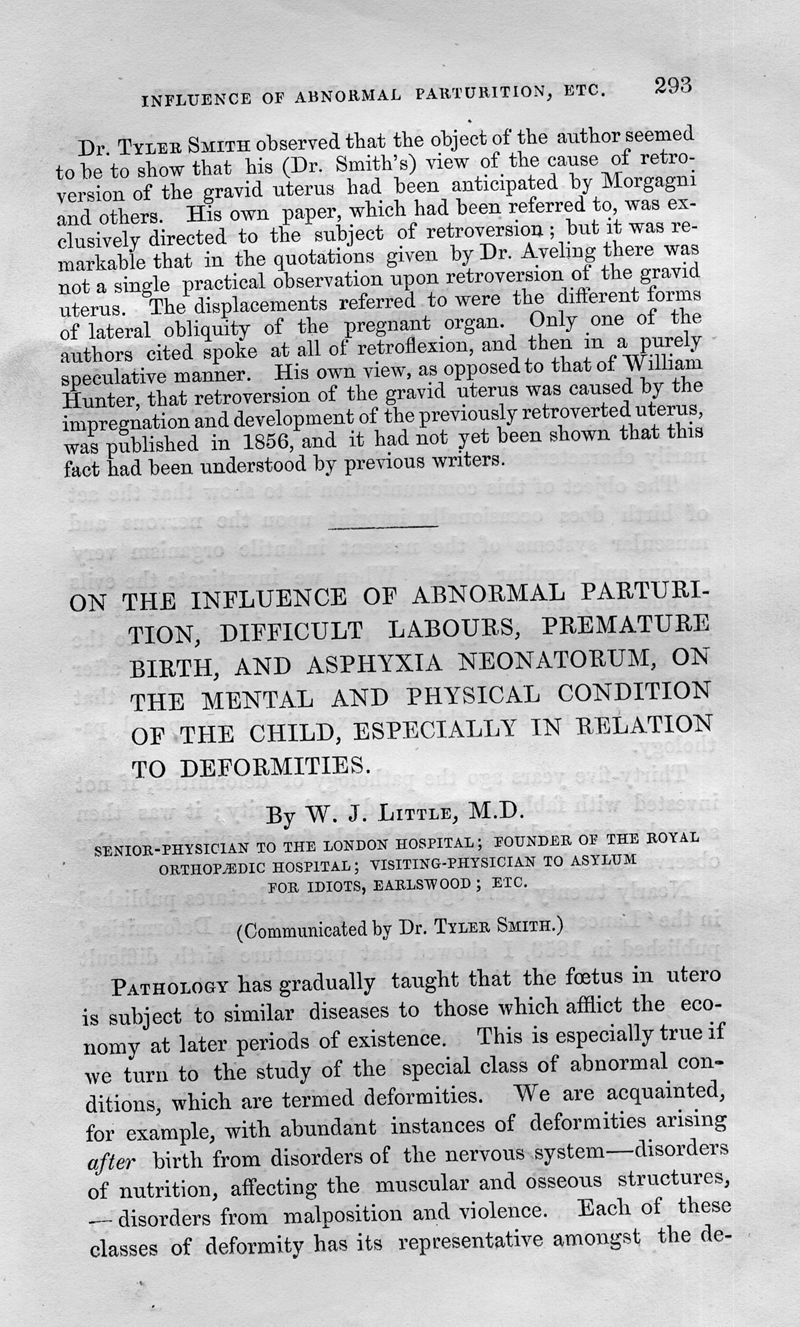 INFLUENCE OF ABNORMAL PARTURITION, ETC. 293
Dr. TYLER SMITH observed that the object of the author seemed
to be to show that his (Dr. Smith's) view of the cause of retro-
version of the gravid uterus had been anticipated by Morgagni
and others. His own paper, which had been referred to, was ex-
clusively directed to the subject of retroversion; but it was re-
markable that in the quotations given by Dr. Aveling there was
not a single practical observation upon retroversion of the gravid
uterus. The displacements referred to were the different forms
of lateral obliquity of the pregnant organ. Only one of the
authors cited spoke at all of retroflexion, and then in a purely
speculative manner. His own view, as opposed to that of William
Hunter, that retroversion of the gravid uterus was caused by the
impregnation and development of the previously retroverted uterus,
was published in 1856, and it had not yet been shown that this
fact had been understood by previous writers.
ON THE INFLUENCE OF ABNORMAL PARTURI-
TION, DIFFICULT LABOURS, PREMATURE
BIRTH, AND ASPHYXIA NEONATORUM, ON
THE MENTAL AND PHYSICAL CONDITION
OF THE CHILD, ESPECIALLY IN RELATION
TO DEFORMITIES.
By W. J. LITTLE, M.D.
SENIOR-PHYSICIAN TO THE LONDON HOSPITAL; FOUNDER OF THE ROYAL
ORTHOPÆDIC HOSPITAL; VISITING-PHYSICIAN TO ASYLUM
FOR IDIOTS, EARLSWOOD; ETC.
(Communicated by Dr. TYLER SMITH.)
PATHOLOGY has gradually taught that the fœtus in utero
is subject to similar diseases to those which afflict the eco-
nomy at later periods of existence. This is especially true if
we turn to the study of the special class of abnormal con-
ditions, which are termed deformities. We are acquainted,
for example, with abundant instances of deformities arising
after birth from disorders of the nervous system—disorders
of nutrition, affecting the muscular and osseous structures,
— disorders from malposition and violence. Each of these
classes of deformity has its representative amongst the de-